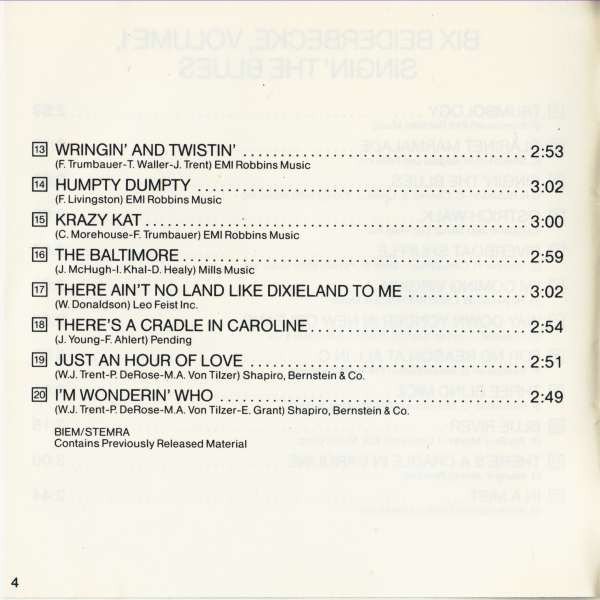 13 WRINGIN' AND TWISTIN' ........ 2:53
(F. Trumbauer-T. Waller-J. Trent) EMI Robbins Music
14 HUMPTY DUMPTY ........ 3:02
(F. Livingston) EMI Robbins Music
15 KRAZY KAT ........ 3:00
(C. Morehouse-F. Trumbauer) EMI Robbins Music
16 THE BALTIMORE ........ 2:59
(J. McHugh-I. Khal-D. Healy) Mills Music
17 THERE AIN'T NO LAND LIKE DIXIELAND TO ME ........ 3:02
(W. Donaldson) Leo Feist Inc.
18 THERE'S A CRADLE IN CAROLINE ........ 2:54
(J. Young-F. Ahlert) Pending
19 JUST AN HOUR OF LOVE ........ 2:51
(W.J. Trent-P. DeRose-M.A. Von Tilzer) Shapiro, Bernstein & Co.
20 I'M WONDERIN' WHO ........ 2:49
(W.J. Trent-P. DeRose-M.A. Von Tilzer-E. Grant) Shapiro, Bernstein & Co.
BIEM/STEMRA
Contains Previously Released Material
4